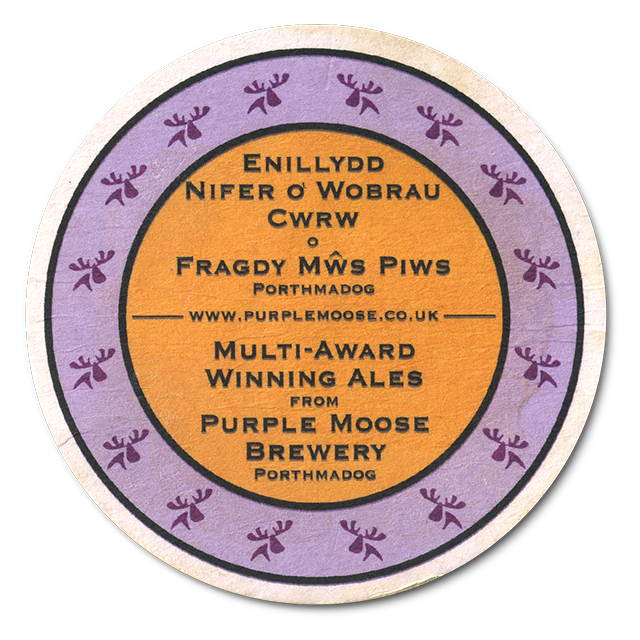 Enillydd
Nifer o' Wobrau
Cwrw
o
Fragdy Mŵs Piws
Porthmadog
www.purplemoose.co.uk
Multi-Award
Winning Ales
from
Purple Moose
Brewery
Porthmadog